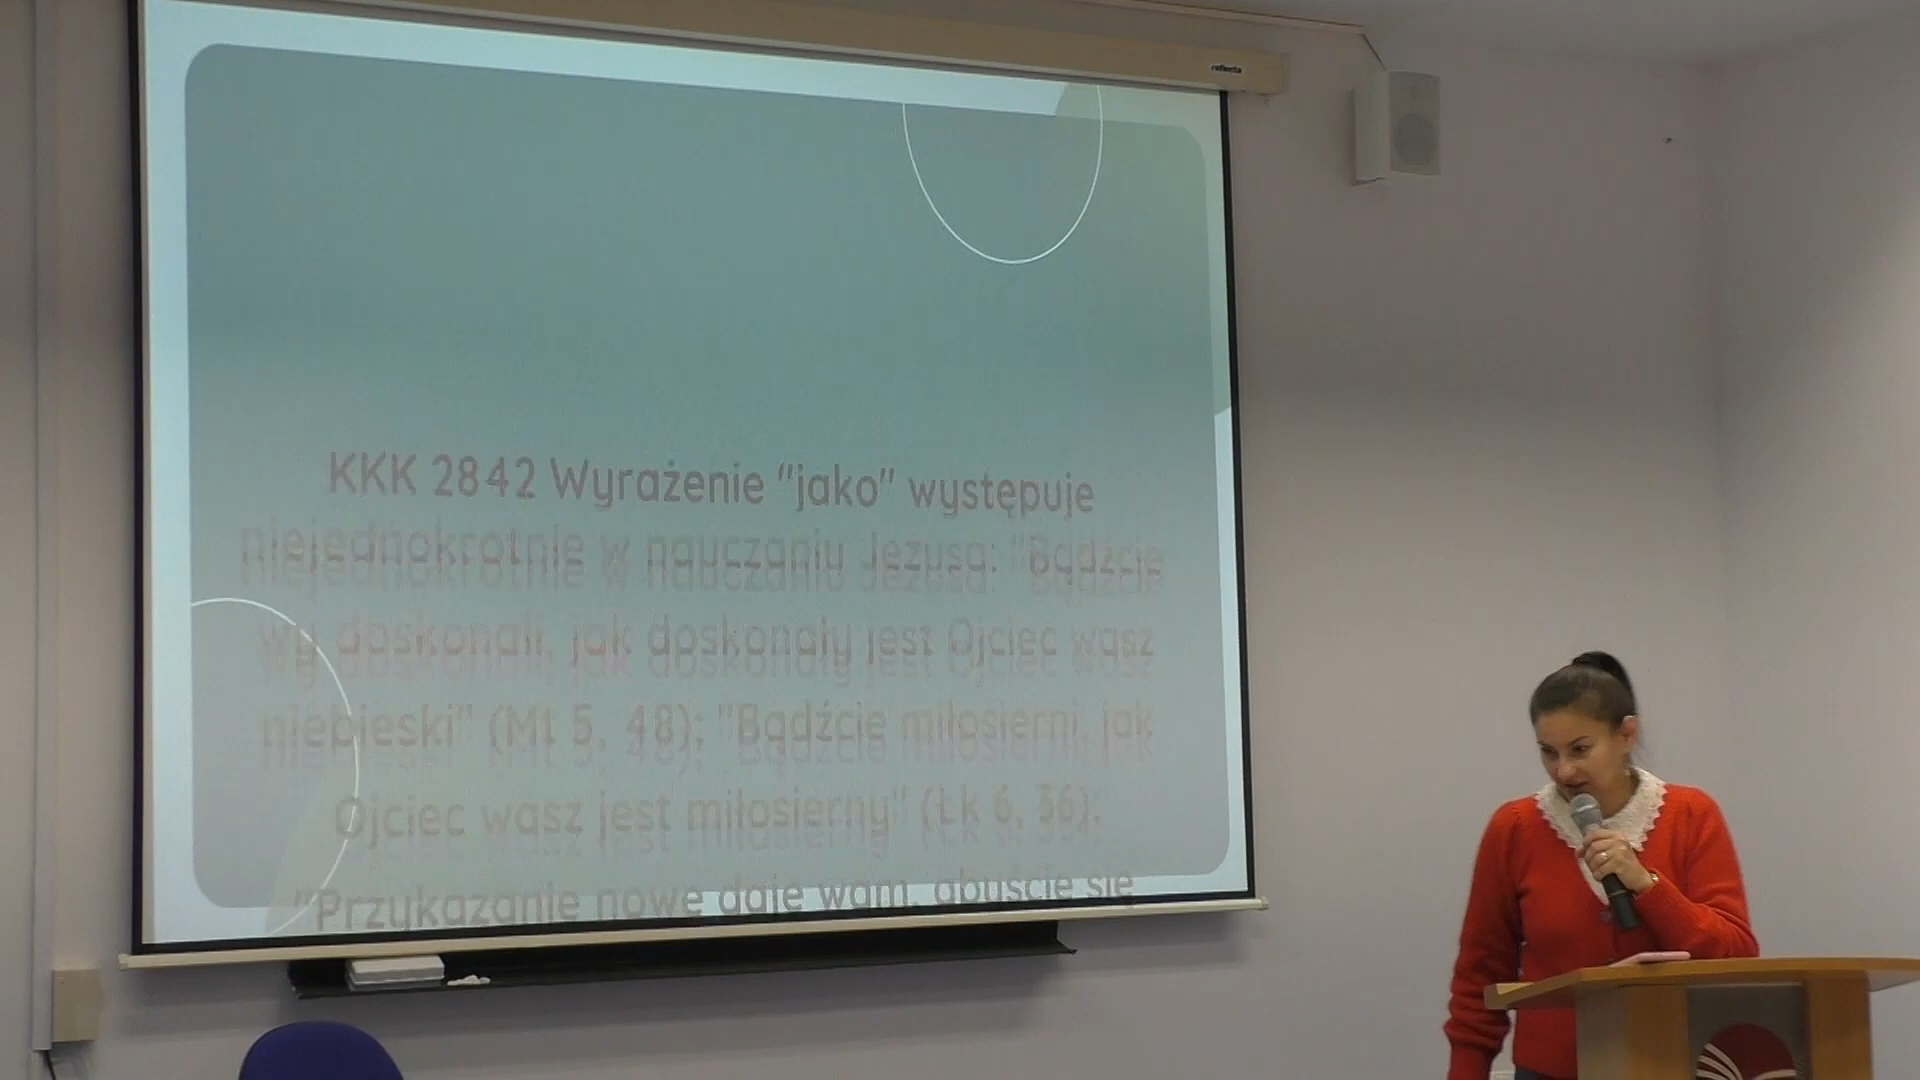 reflecta
KKK 2842 Wyrażenie "jako" występuje
niejednokrotnie w nauczaniu Jezusa: "Bądźcie
wy doskonali, jak doskonały jest Ojciec wasz
niebieski" (Mt 5, 48); "Bądźcie miłosierni, jak
Ojciec wasz jest miłosierny" (Łk 6, 36);
"Przykazanie nowe daję wam, abyście się